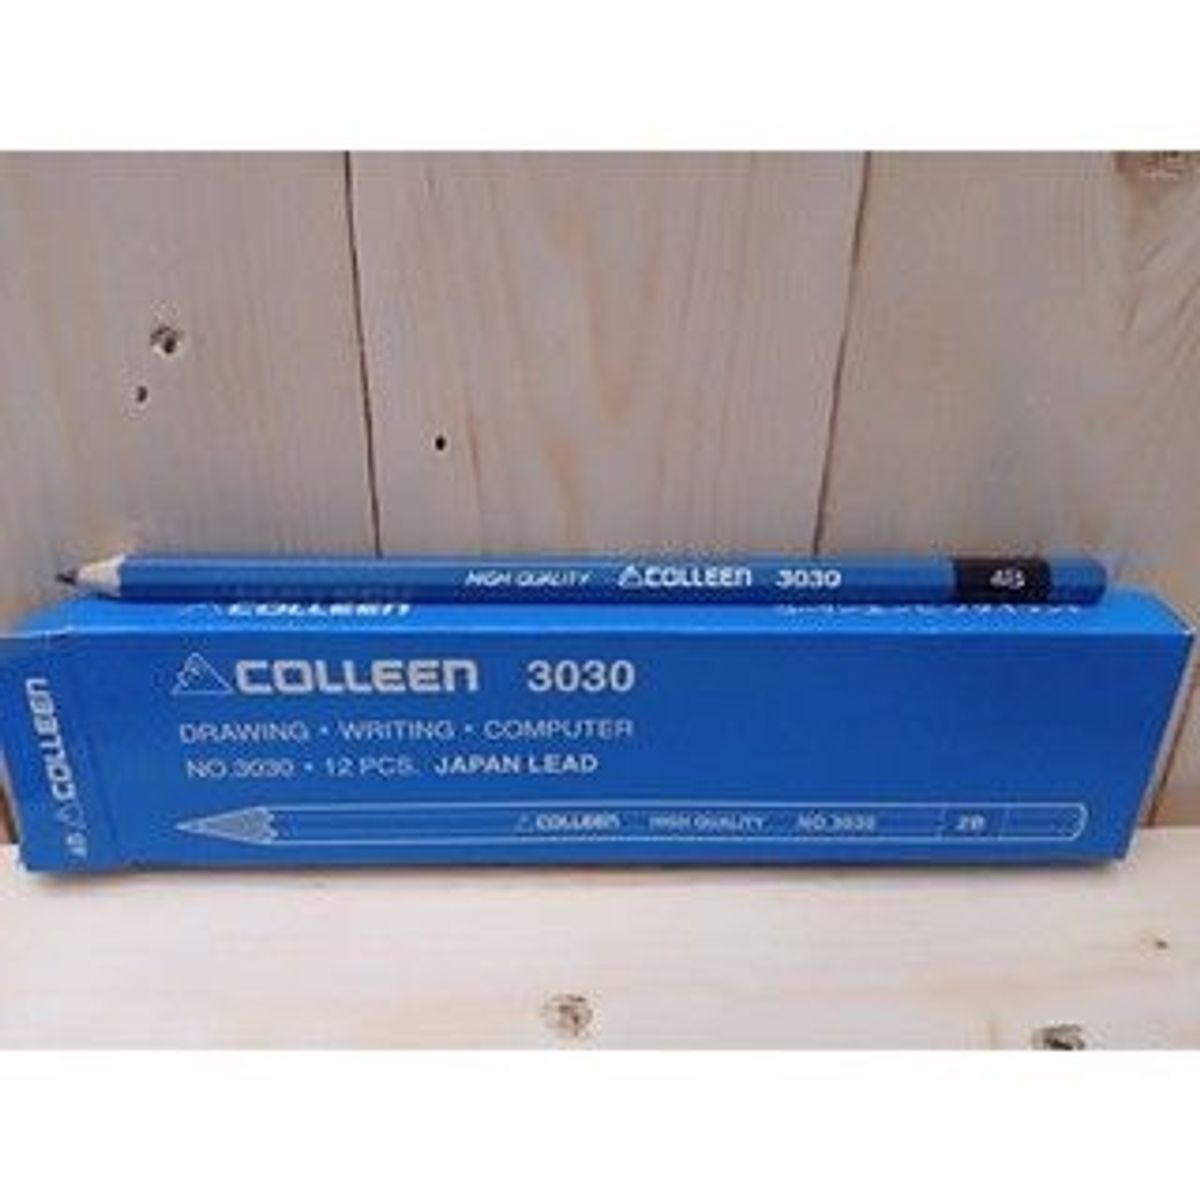 HIGH QUALITY COLLEEN 3030 4B
COLLEEN
COLLEEN 3030
DRAWING · WRITING · COMPUTER
NO.3030 · 12 PCS. JAPAN LEAD
COLLEEN HIGH QUALITY NO.3030 2B
4B COLLEEN